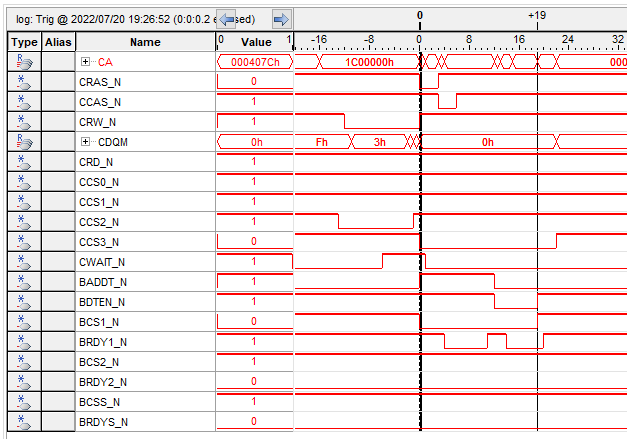 log: Trig @ 2022/07/20 19:26:52 (0:0:0.2 e sed) 0 +19
Type Alias Name 0 Value 1 -16 -8 0 8 16 24 32
CA 000407Ch 1C00000h 000
CRAS_N 0
CCAS_N 1
CRW_N 1
CDQM 0h Fh 3h 0h
CRD_N 1
CCS0_N 1
CCS1_N 1
CCS2_N 1
CCS3_N 0
CWAIT_N 1
BADDT_N 1
BDTEN_N 1
BCS1_N 0
BRDY1_N 1
BCS2_N 1
BRDY2_N 0
BCSS_N 1
BRDYS_N 0